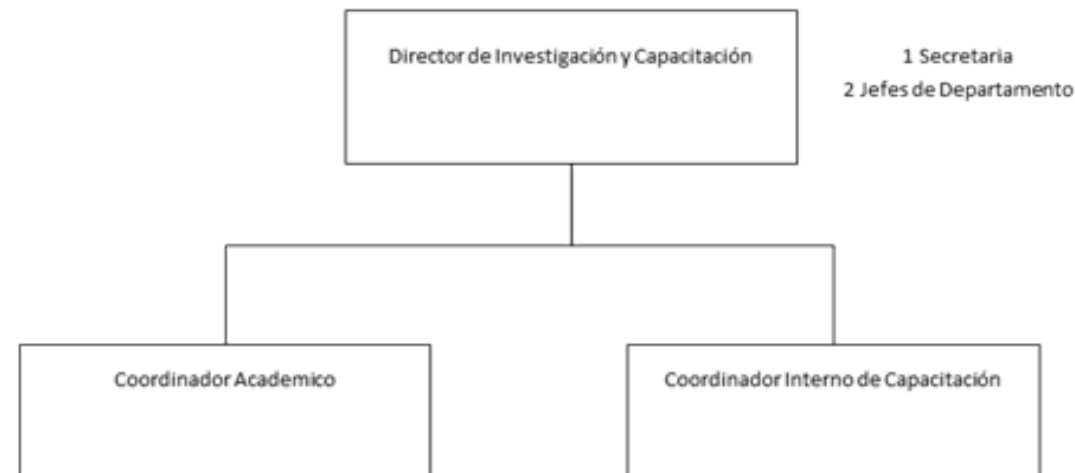 Director de Investigación y Capacitación
1 Secretaria
2 Jefes de Departamento
Coordinador Academico
Coordinador Interno de Capacitación